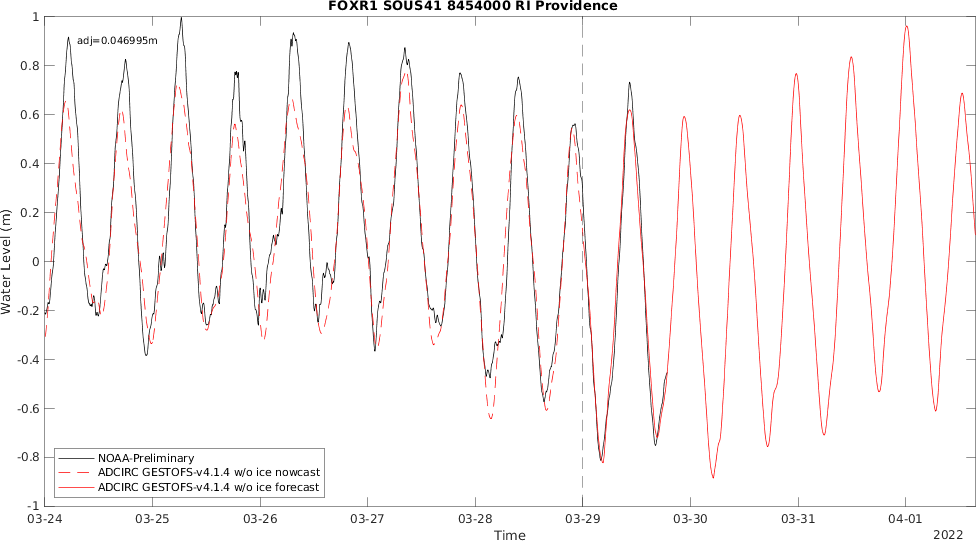 FOXR1 SOUS41 8454000 RI Providence
adj=0.046995m
Water Level (m)
1
0.8
0.6
0.4
0.2
0
-0.2
-0.4
-0.6
-0.8
-1
NOAA-Preliminary
ADCIRC GESTOFS-v4.1.4 w/o ice nowcast
ADCIRC GESTOFS-v4.1.4 w/o ice forecast
03-24 03-25 03-26 03-27 03-28 03-29 03-30 03-31 04-01
Time
2022